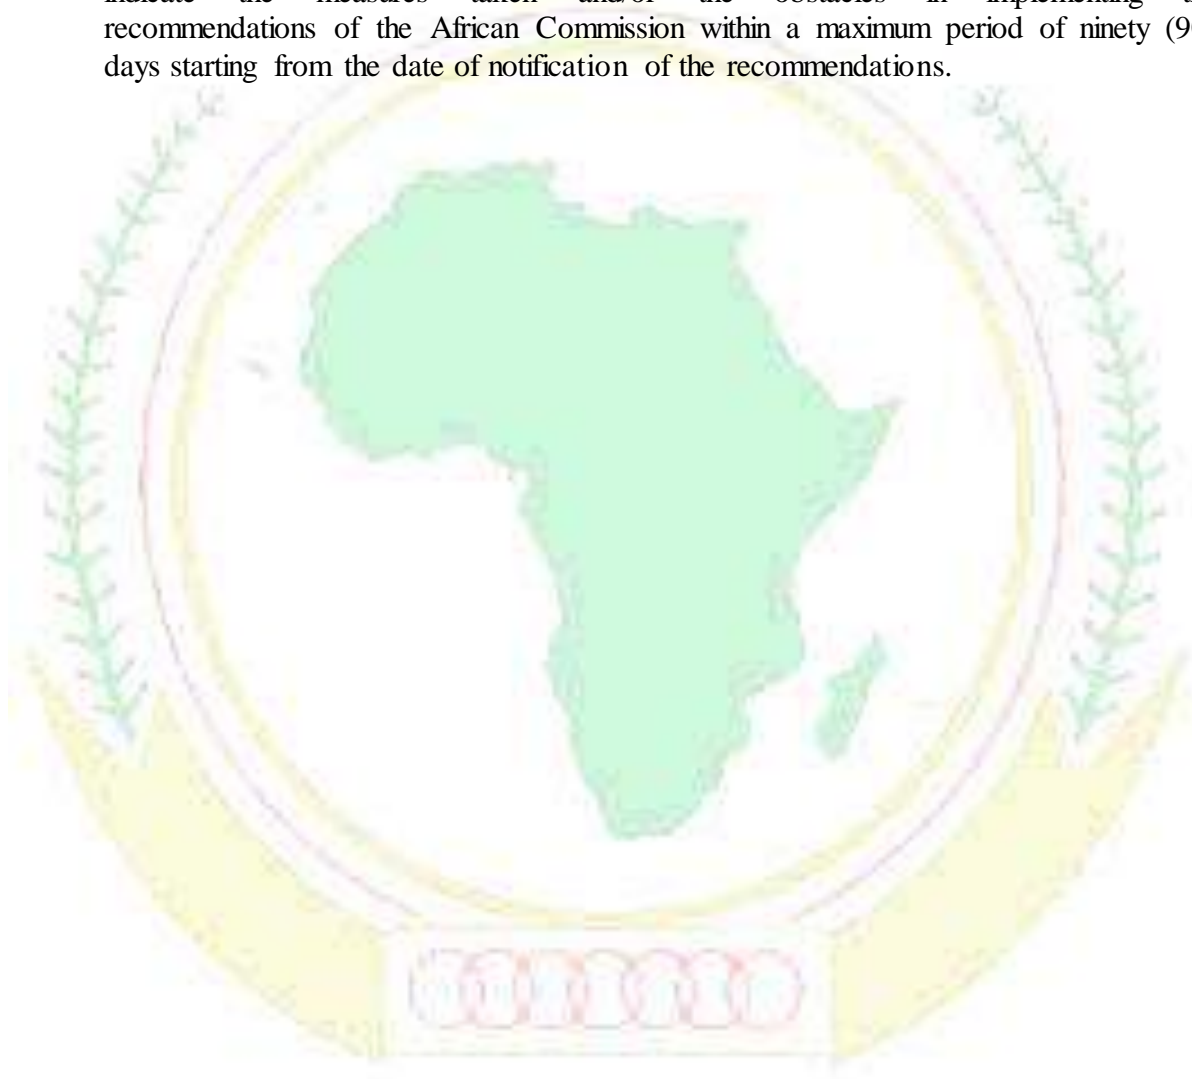 indicate the measures taken and/or the obstacles in implementing
recommendations of the African Commission within a maximum period of ninety
days starting from the date of notification of the recommendations.